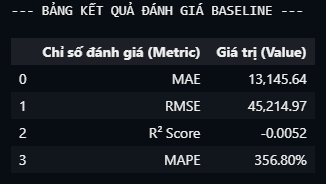 --- BẢNG KẾT QUẢ ĐÁNH GIÁ BASELINE ---
Chỉ số đánh giá (Metric) Giá trị (Value)
0 MAE 13,145.64
1 RMSE 45,214.97
2 R² Score -0.0052
3 MAPE 356.80%